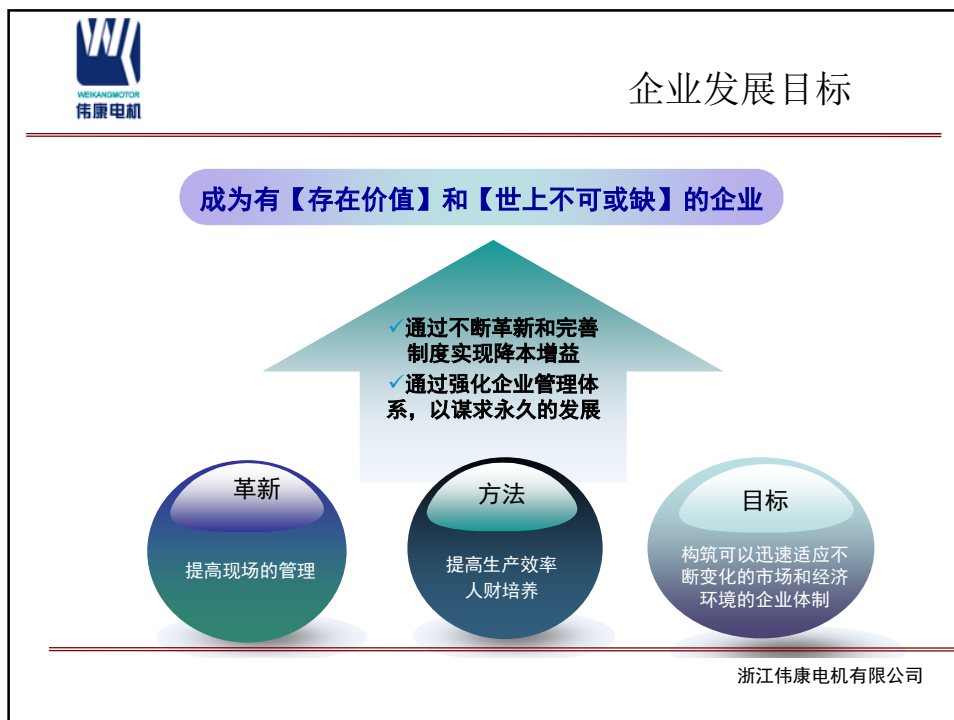 WEIKANGMOTOR
伟康电机
企业发展目标
成为有【存在价值】和【世上不可或缺】的企业
✓通过不断革新和完善
制度实现降本增益
✓通过强化企业管理体
系，以谋求永久的发展
革新
提高现场的管理
方法
提高生产效率
人财培养
目标
构筑可以迅速适应不
断变化的市场和经济
环境的企业体制
浙江伟康电机有限公司